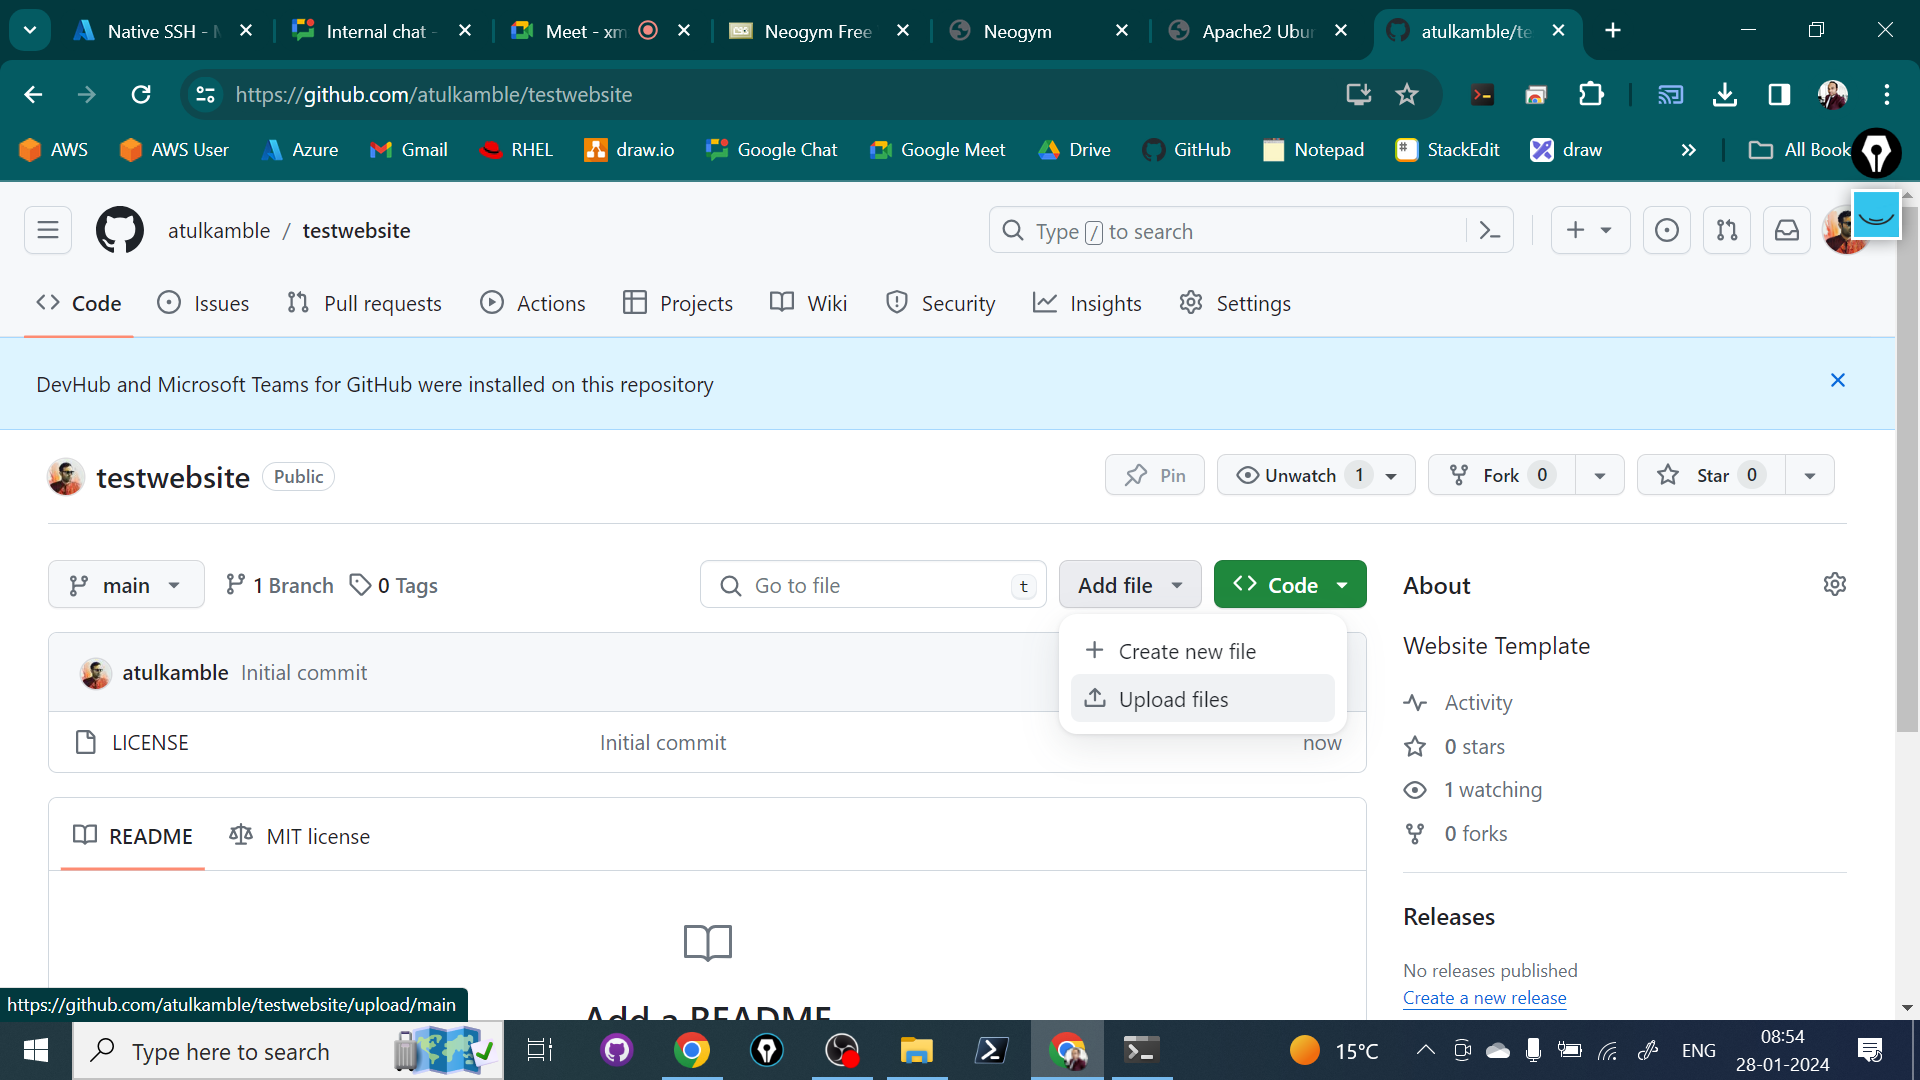 Native SSH - M
Internal chat -
Meet - xm
Neogym Free
Neogym
Apache2 Ubu
atulkamble/te
https://github.com/atulkamble/testwebsite
AWS
AWS User
Azure
Gmail
RHEL
draw.io
Google Chat
Google Meet
Drive
GitHub
Notepad
StackEdit
draw
»
All Book
atulkamble / testwebsite
Type / to search
Code
Issues
Pull requests
Actions
Projects
Wiki
Security
Insights
Settings
DevHub and Microsoft Teams for GitHub were installed on this repository
testwebsite Public
Pin
Unwatch 1
Fork 0
Star 0
main
1 Branch
0 Tags
Go to file t
Add file
Code
Create new file
Upload files
atulkamble Initial commit
LICENSE Initial commit now
README
MIT license
Add a README
About
Website Template
Activity
0 stars
1 watching
0 forks
Releases
No releases published
Create a new release
https://github.com/atulkamble/testwebsite/upload/main
Type here to search
15°C
ENG
08:54
28-01-2024